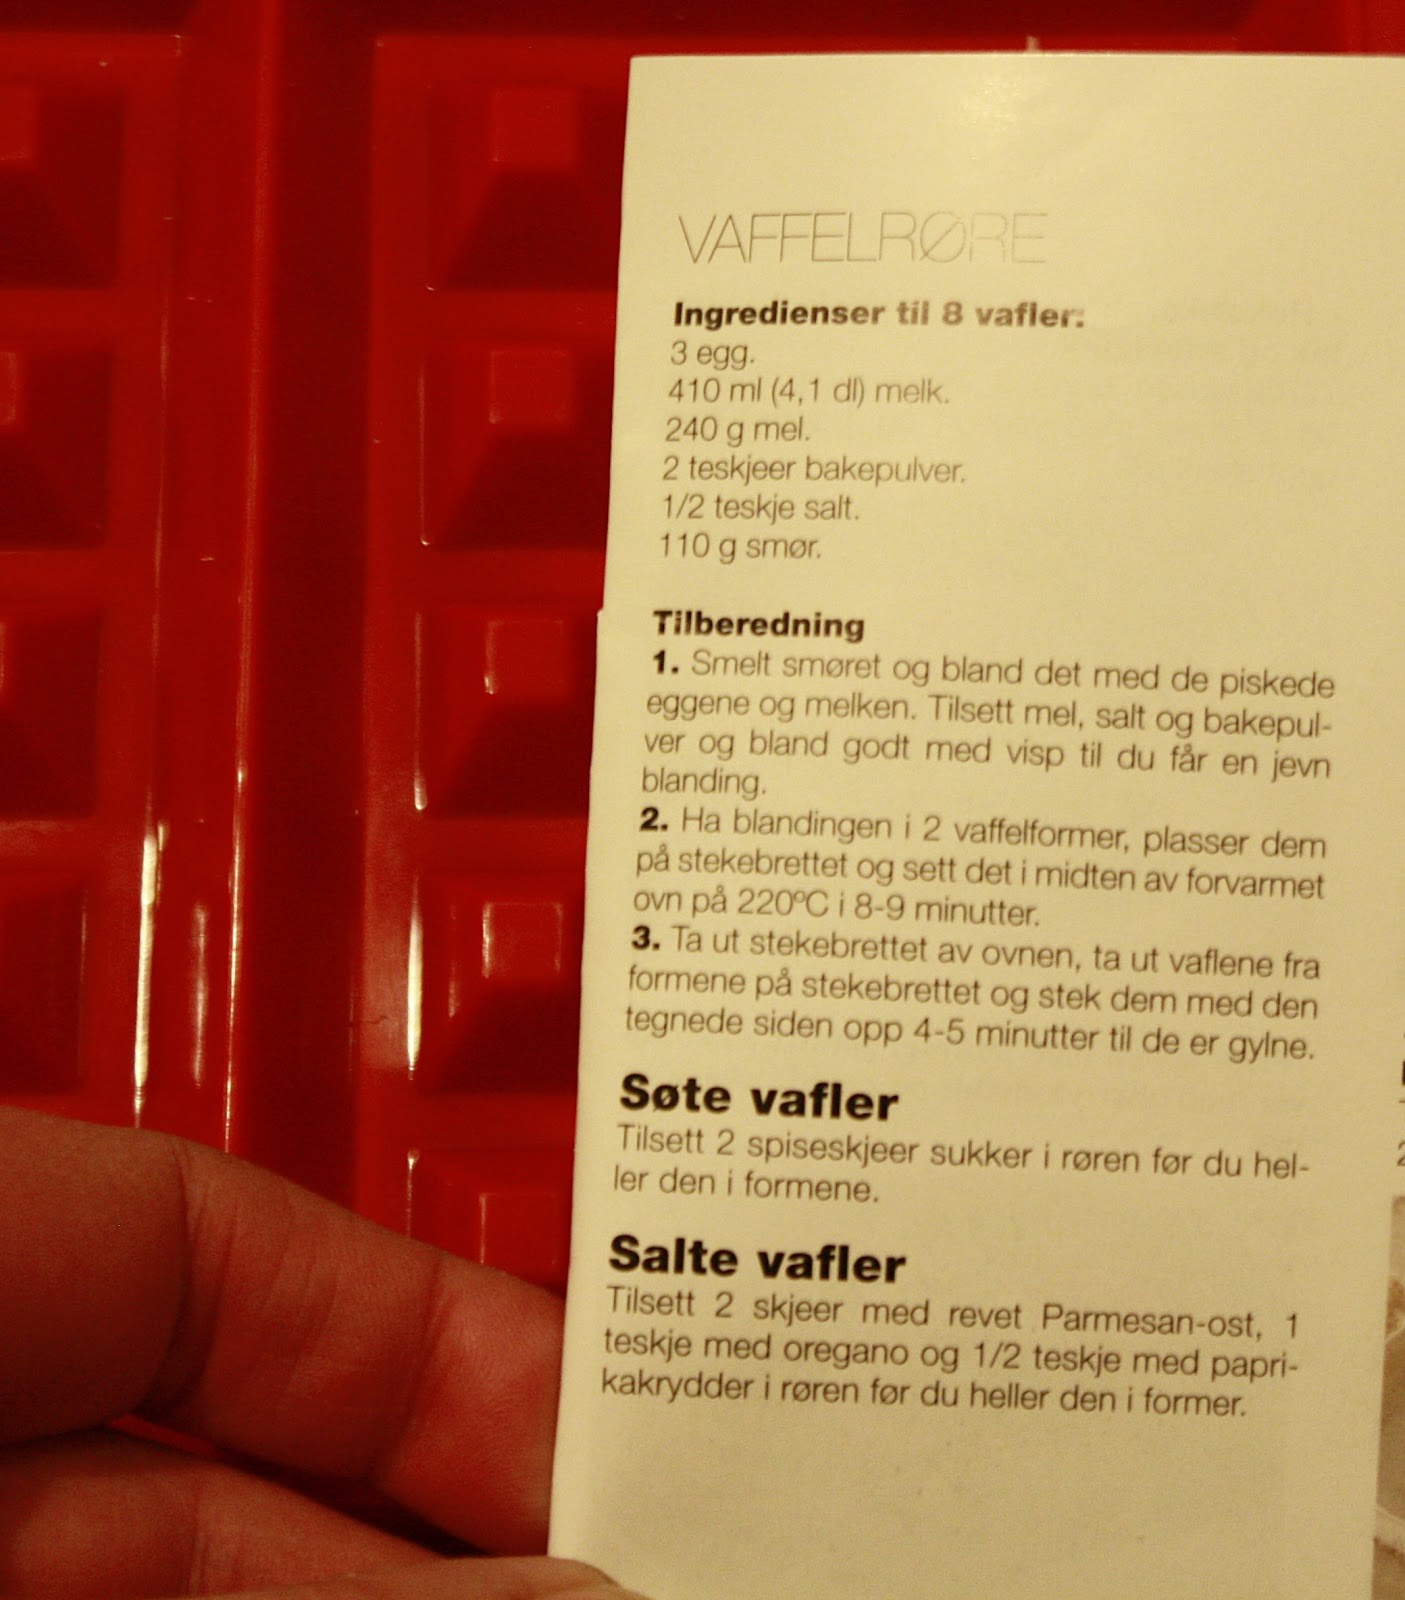 VAFFELRØRE
Ingredienser til 8 vafler:
3 egg.
410 ml (4,1 dl) melk.
240 g mel.
2 teskjeer bakepulver.
1/2 teskje salt.
110 g smør.
Tilberedning
1. Smelt smøret og bland det med de piskede
eggene og melken. Tilsett mel, salt og bakepul-
ver og bland godt med visp til du får en jevn
blanding.
2. Ha blandingen i 2 vaffelformer, plasser dem
på stekebrettet og sett det i midten av forvarmet
ovn på 220ºC i 8-9 minutter.
3. Ta ut stekebrettet av ovnen, ta ut vaflene fra
formene på stekebrettet og stek dem med den
tegnede siden opp 4-5 minutter til de er gylne.
Søte vafler
Tilsett 2 spiseskjeer sukker i røren før du hel-
ler den i formene.
Salte vafler
Tilsett 2 skjeer med revet Parmesan-ost, 1
teskje med oregano og 1/2 teskje med papri-
kakrydder i røren før du heller den i former.